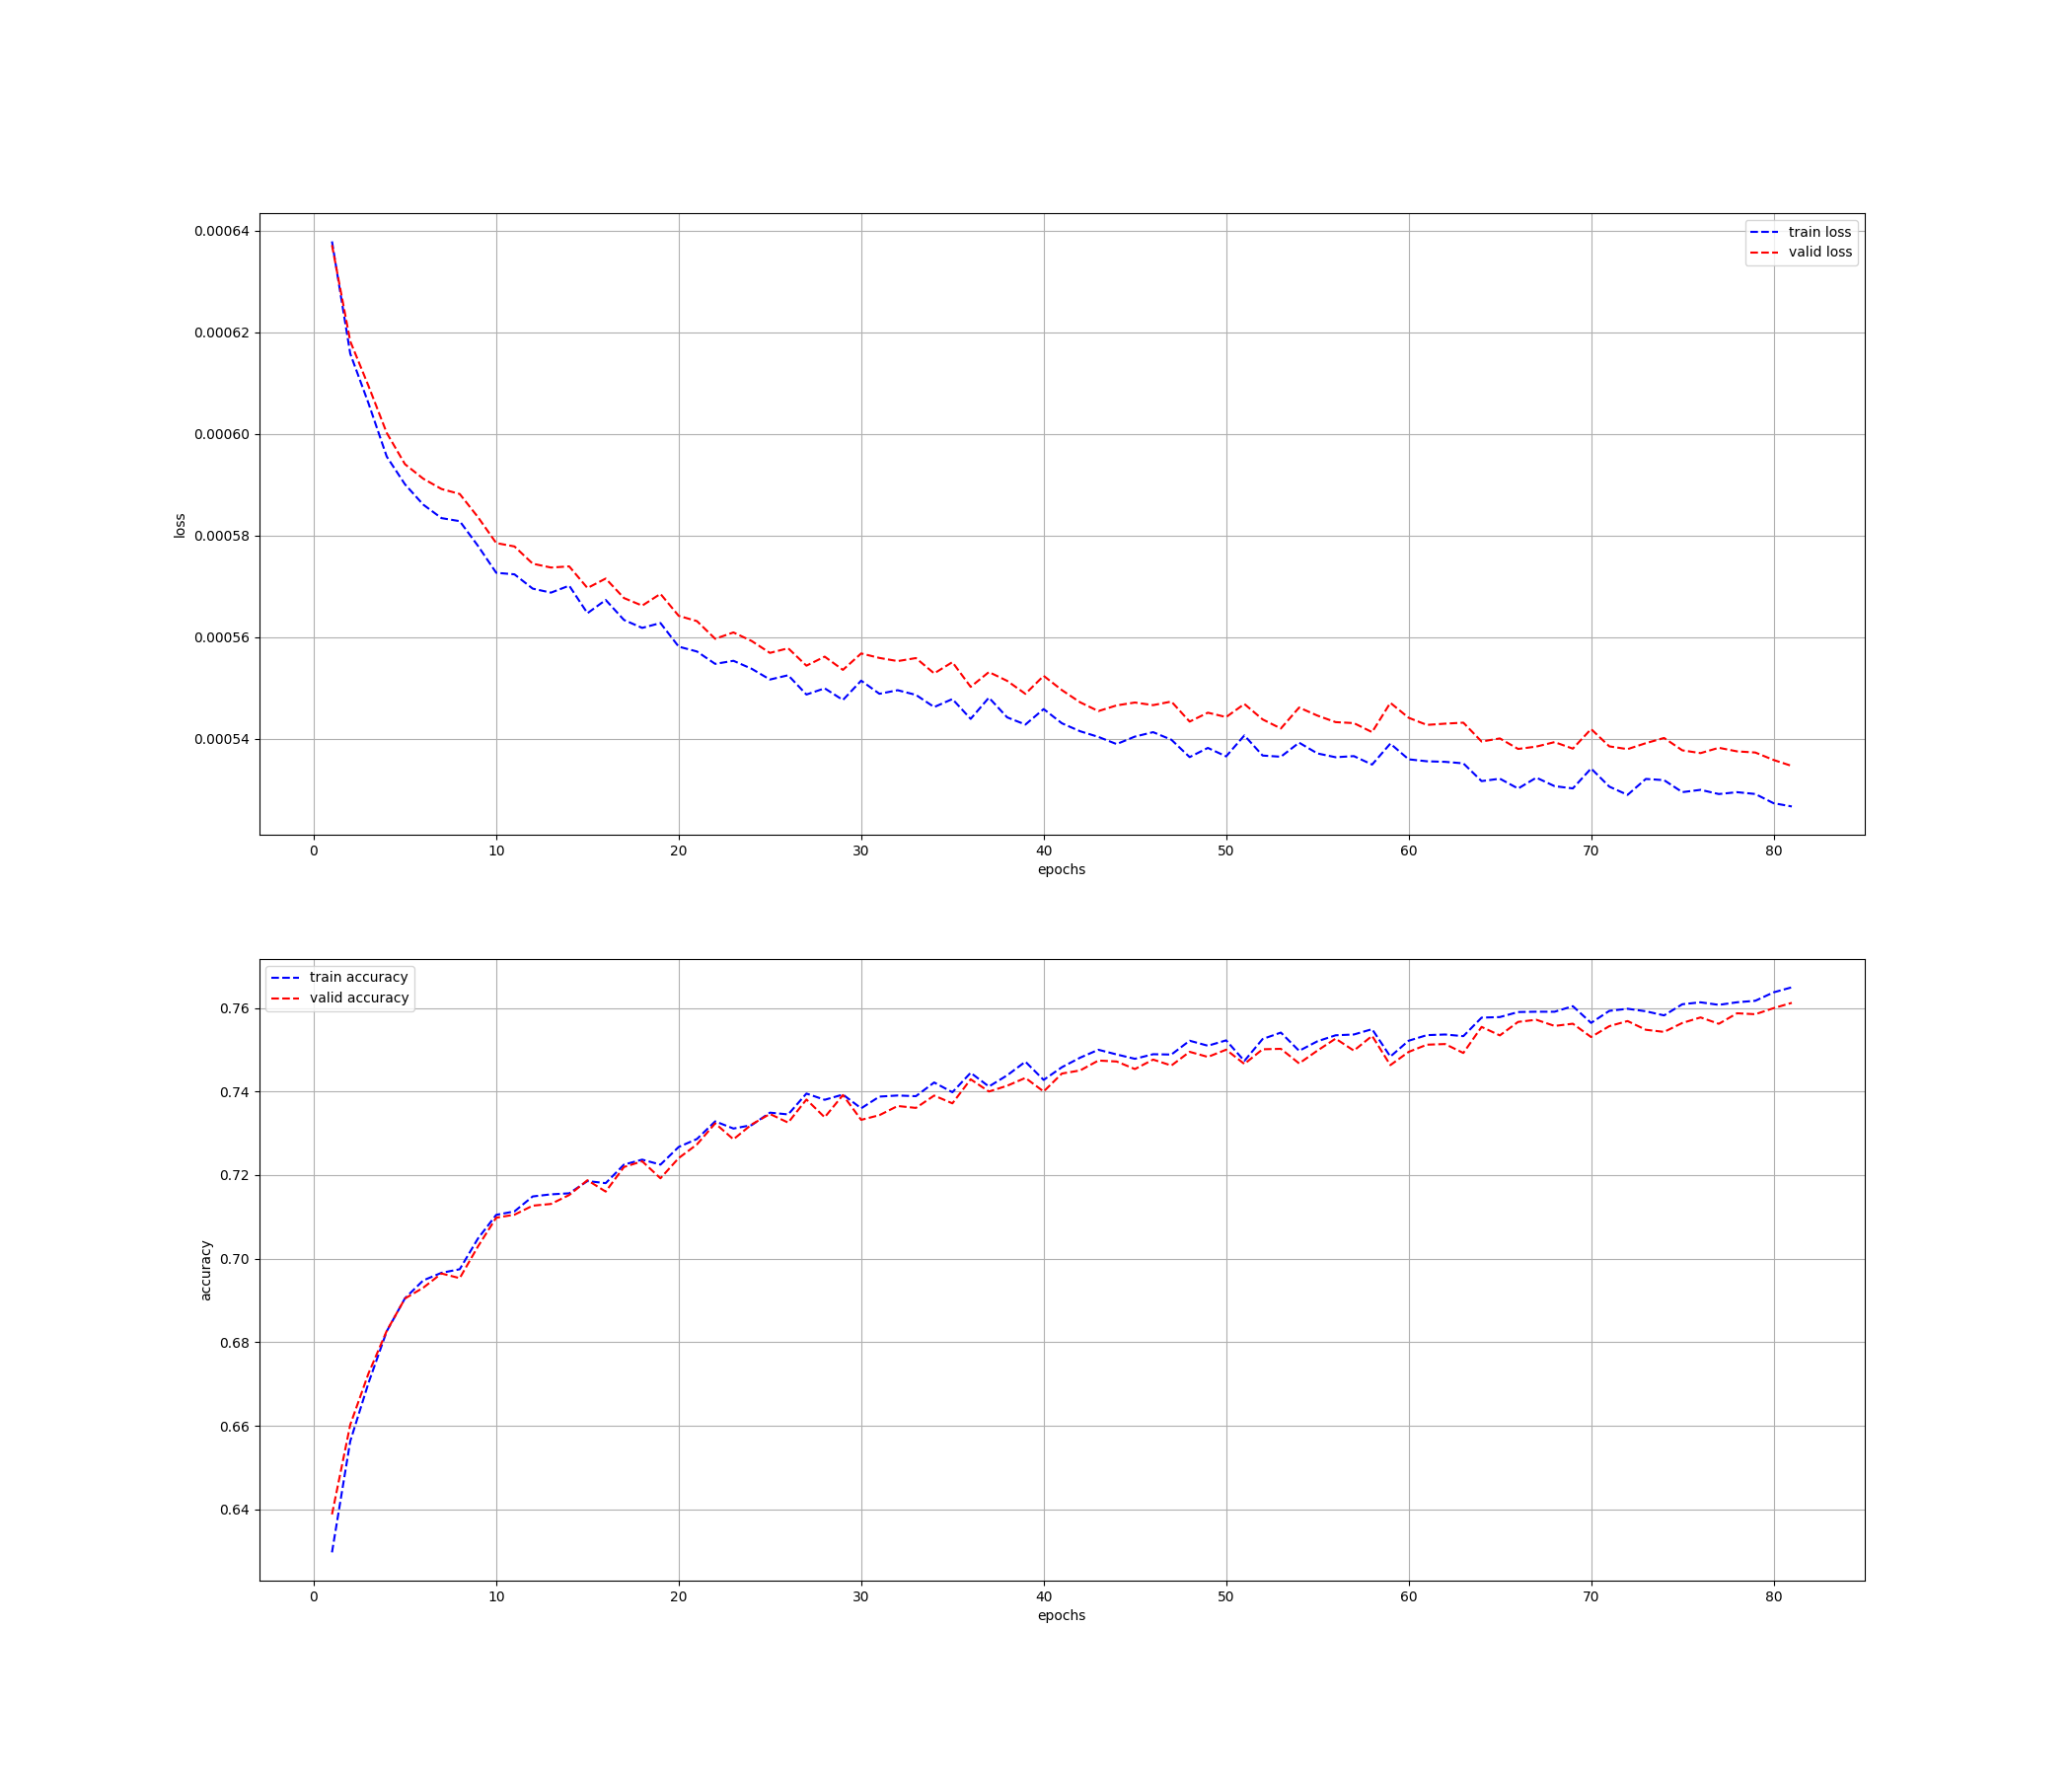 0.00064
0.00062
0.00060
0.00058
0.00056
0.00054
loss
train loss
valid loss
0 10 20 30 40 50 60 70 80
epochs
train accuracy
valid accuracy
0.76
0.74
0.72
0.70
0.68
0.66
0.64
accuracy
0 10 20 30 40 50 60 70 80
epochs